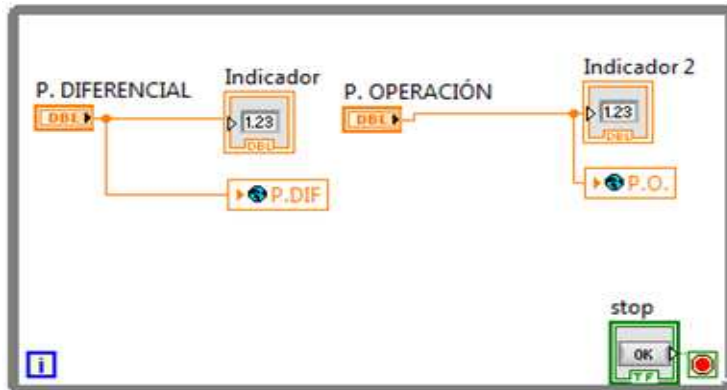 P. DIFERENCIAL
DBL
Indicador
1.23
DBL
P.DIF
P. OPERACIÓN
DBL
Indicador 2
1.23
DBL
P.O.
stop
OK
TF
i